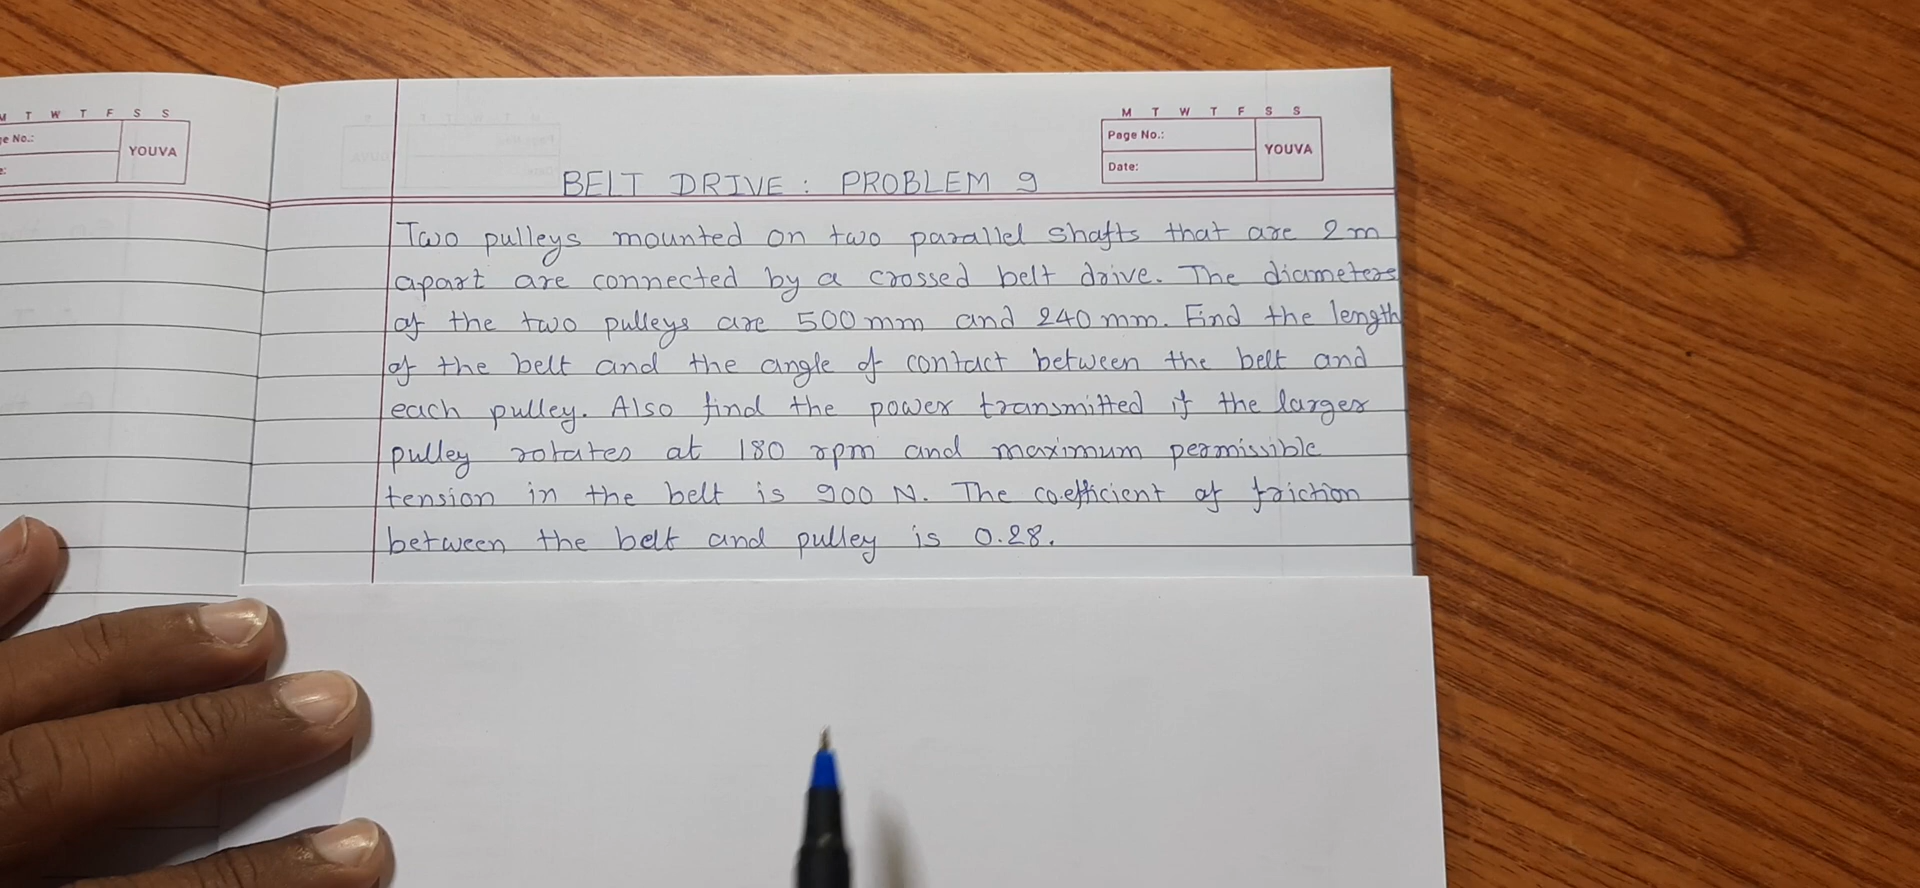 M T W T F S S
ge No.:
YOUVA
M T W T F S S
Page No.:
YOUVA
Date:
BELT DRIVE : PROBLEM 9
Two pulleys mounted on two parallel shafts that are 2 m
apart are connected by a crossed belt drive. The diameters
of the two pulleys are 500 mm and 240 mm. Find the length
of the belt and the angle of contact between the belt and
each pulley. Also find the power transmitted if the larger
pulley rotates at 180 rpm and maximum permissible
tension in the belt is 900 N. The co.efficient of friction
between the belt and pulley is 0.28.